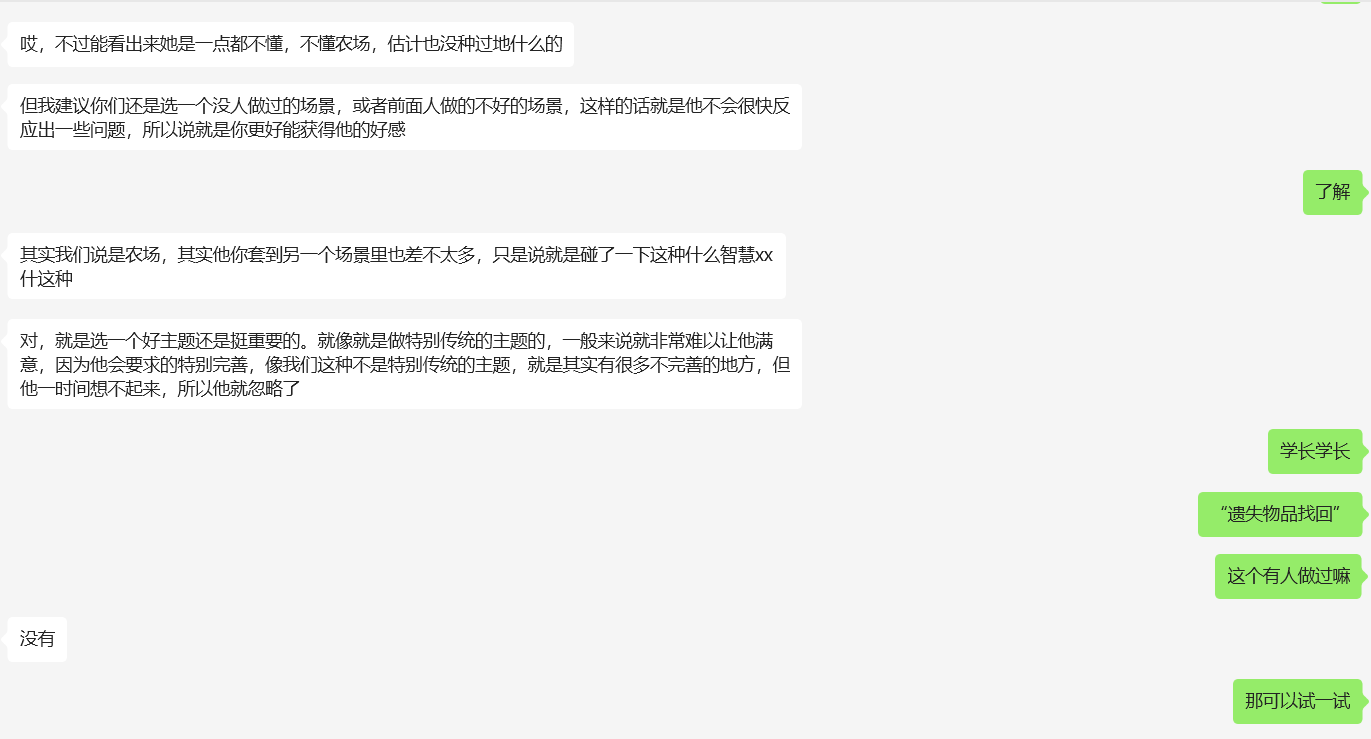 哎，不过能看出来她是一点都不懂，不懂农场，估计也没种过地什么的
但我建议你们还是选一个没人做过的场景，或者前面人做的不好的场景，这样的话就是他不会很快反
应出一些问题，所以说就是你更好能获得他的好感
了解
其实我们说是农场，其实他你套到另一个场景里也差不太多，只是说就是碰了一下这种什么智慧xx
什这种
对，就是选一个好主题还是挺重要的。就像就是做特别传统的主题的，一般来说就非常难以让他满
意，因为他会要求的特别完善，像我们这种不是特别传统的主题，就是其实有很多不完善的地方，但
他一时间想不起来，所以他就忽略了
学长学长
“遗失物品找回”
这个有人做过嘛
没有
那可以试一试